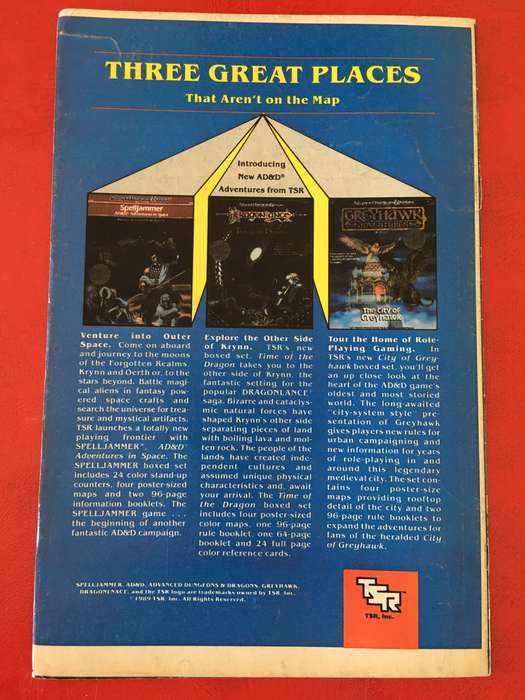 THREE GREAT PLACES
That Aren't on the Map
Introducing
New AD&D®
Adventures from TSR
Spelljammer
AD&D Adventures in Space
DRAGONLANCE
GREYHAWK
ADVENTURES
The City of
Greyhawk
Venture into Outer
Space. Come on aboard
and journey to the moons
of the Forgotten Realms,
Krynn and Oerth or, to the
stars beyond. Battle magi-
cal aliens in fantasy pow-
ered space crafts and
search the universe for trea-
sure and mystical artifacts.
TSR launches a totally new
playing frontier with
SPELLJAMMER™, AD&D®
Adventures in Space. The
SPELLJAMMER boxed set
includes 24 color stand-up
counters, four poster-sized
maps and two 96-page
information booklets. The
SPELLJAMMER game . . .
the beginning of another
fantastic AD&D campaign.
Explore the Other Side
of Krynn. TSR's new
boxed set, Time of the
Dragon takes you to the
other side of Krynn, the
fantastic setting for the
popular DRAGONLANCE®
saga. Bizarre and cataclys-
mic natural forces have
shaped Krynn's other side
separating pieces of land
with boiling lava and mol-
ten rock. The people of the
lands have created inde-
pendent cultures and
assumed unique physical
characteristics and, await
your arrival. The Time of
the Dragon boxed set
includes four poster-sized
color maps, one 96-page
rule booklet, one 64-page
booklet and 24 full page
color reference cards.
Tour the Home of Role-
Playing Gaming. In
TSR's new City of Grey-
hawk boxed set, you'll get
an up close look at the
heart of the AD&D game's
oldest and most storied
world. The long-awaited
"city-system style" pre-
sentation of Greyhawk
gives players new rules for
urban campaigning and
new information for years
of role-playing in and
around this legendary
medieval city. The set con-
tains four poster-size
maps providing rooftop
detail of the city and two
96-page rule booklets to
expand the adventures for
fans of the heralded City
of Greyhawk.
SPELLJAMMER, AD&D, ADVANCED DUNGEONS & DRAGONS, GREYHAWK,
DRAGONLANCE, and the TSR logo are trademarks owned by TSR, Inc.
©1989 TSR, Inc. All Rights Reserved.
TSR
TSR, Inc.